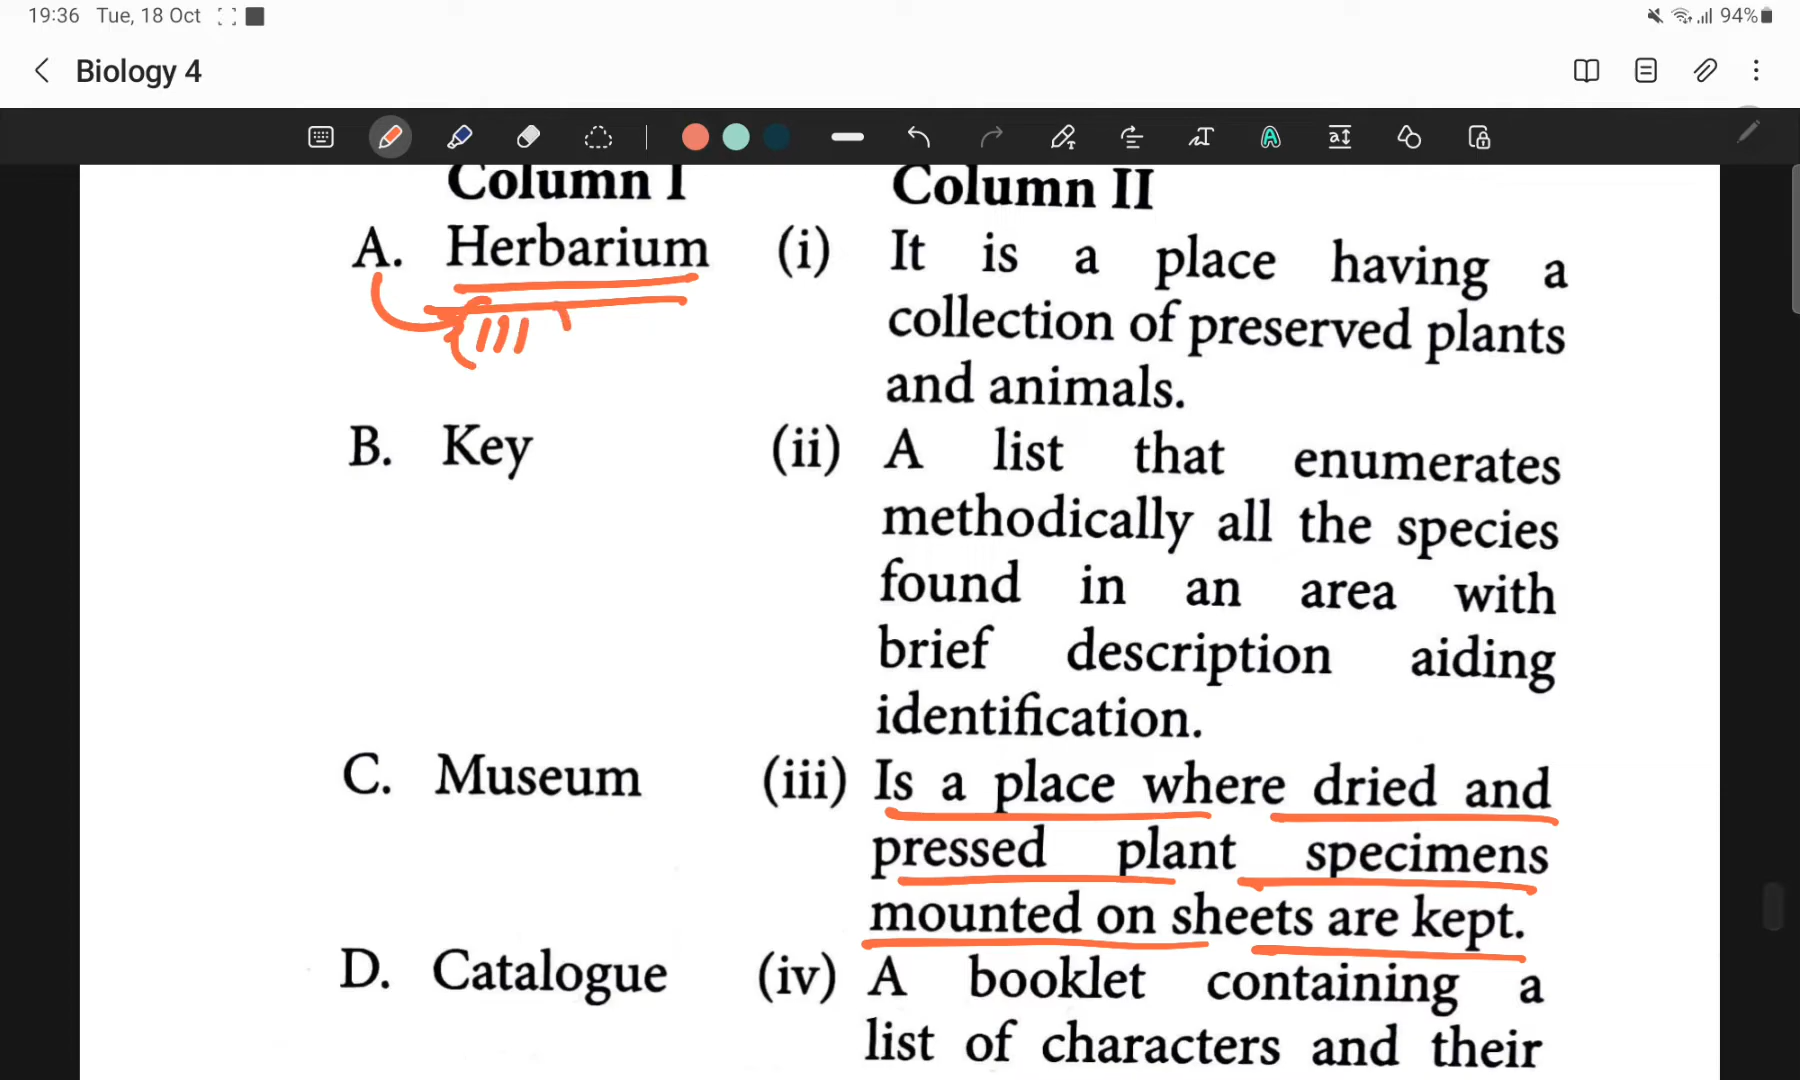 19:36 Tue, 18 Oct 94%
Biology 4
Column I Column II
A. Herbarium (i) It is a place having a
collection of preserved plants
(iii)
and animals.
B. Key (ii) A list that enumerates
methodically all the species
found in an area with
brief description aiding
identification.
C. Museum (iii) Is a place where dried and
pressed plant specimens
mounted on sheets are kept.
D. Catalogue (iv) A booklet containing a
list of characters and their